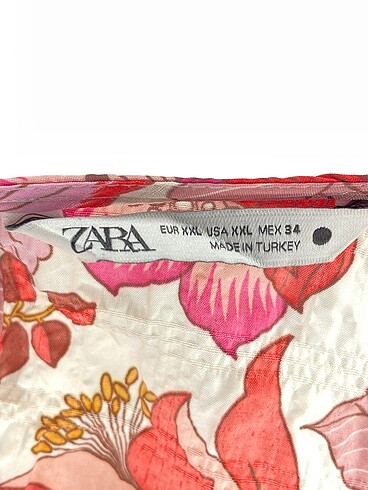 ZARA
EUR XXL USA XXL MEX 34
MADE IN TURKEY